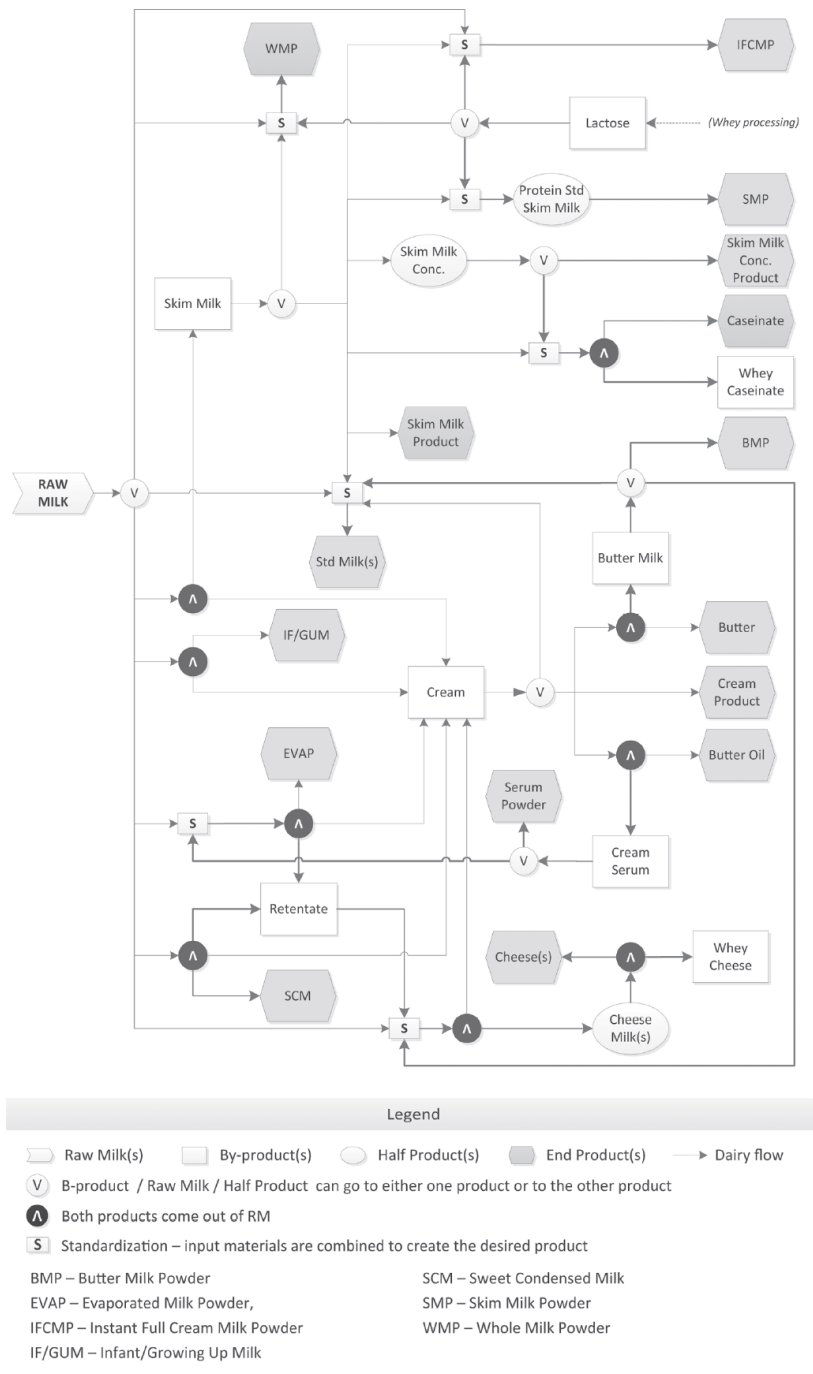 WMP
S
IFCMP
S
V
Lactose
(Whey processing)
S
Protein Std
Skim Milk
SMP
Skim Milk
Conc.
V
Skim Milk
Conc.
Product
Skim Milk
V
S
Λ
Caseinate
Whey
Caseinate
Skim Milk
Product
BMP
RAW
MILK
V
S
V
Std Milk(s)
Butter Milk
Λ
IF/GUM
Λ
Λ
Butter
Cream
V
Cream
Product
EVAP
Λ
Butter Oil
Serum
Powder
S
Λ
V
Cream
Serum
Retentate
Λ
Cheese(s)
Λ
Whey
Cheese
SCM
S
Λ
Cheese
Milk(s)
Legend
Raw Milk(s)
By-product(s)
Half Product(s)
End Product(s)
Dairy flow
V
B-product / Raw Milk / Half Product can go to either one product or to the other product
Λ
Both products come out of RM
S
Standardization – input materials are combined to create the desired product
BMP – Butter Milk Powder
SCM – Sweet Condensed Milk
EVAP – Evaporated Milk Powder,
SMP – Skim Milk Powder
IFCMP – Instant Full Cream Milk Powder
WMP – Whole Milk Powder
IF/GUM – Infant/Growing Up Milk